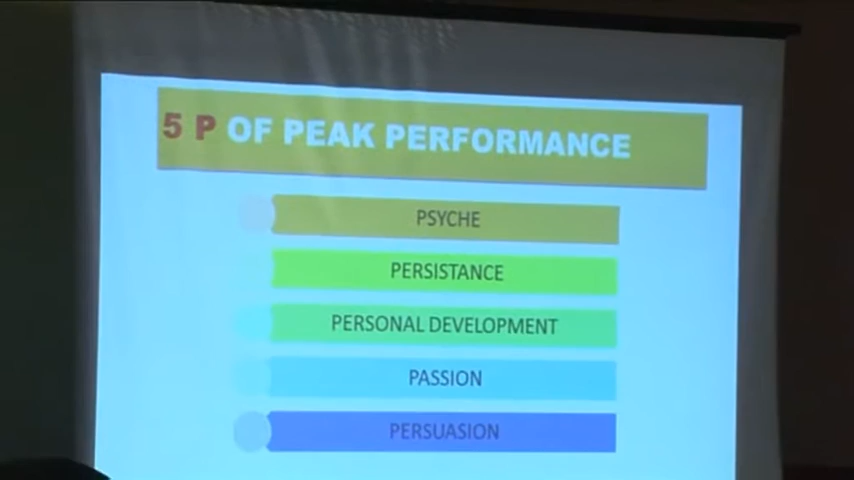 5 P OF PEAK PERFORMANCE
PSYCHE
PERSISTANCE
PERSONAL DEVELOPMENT
PASSION
PERSUASION